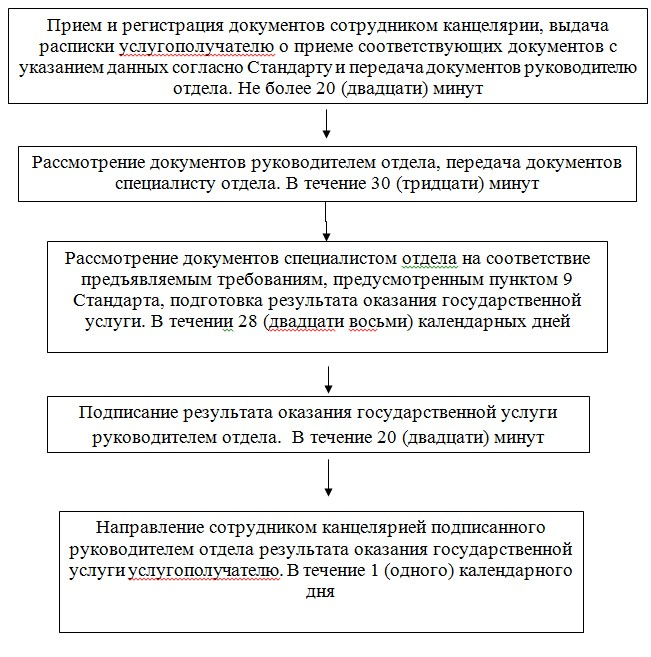 Прием и регистрация документов сотрудником канцелярии, выдача
расписки услугополучателю о приеме соответствующих документов с
указанием данных согласно Стандарту и передача документов руководителю
отдела. Не более 20 (двадцати) минут
Рассмотрение документов руководителем отдела, передача документов
специалисту отдела. В течение 30 (тридцати) минут
Рассмотрение документов специалистом отдела на соответствие
предъявляемым требованиям, предусмотренным пунктом 9
Стандарта, подготовка результата оказания государственной
услуги. В течении 28 (двадцати восьми) календарных дней
Подписание результата оказания государственной услуги
руководителем отдела. В течение 20 (двадцати) минут
Направление сотрудником канцелярией подписанного
руководителем отдела результата оказания государственной
услуги услугополучателю. В течение 1 (одного) календарного
дня